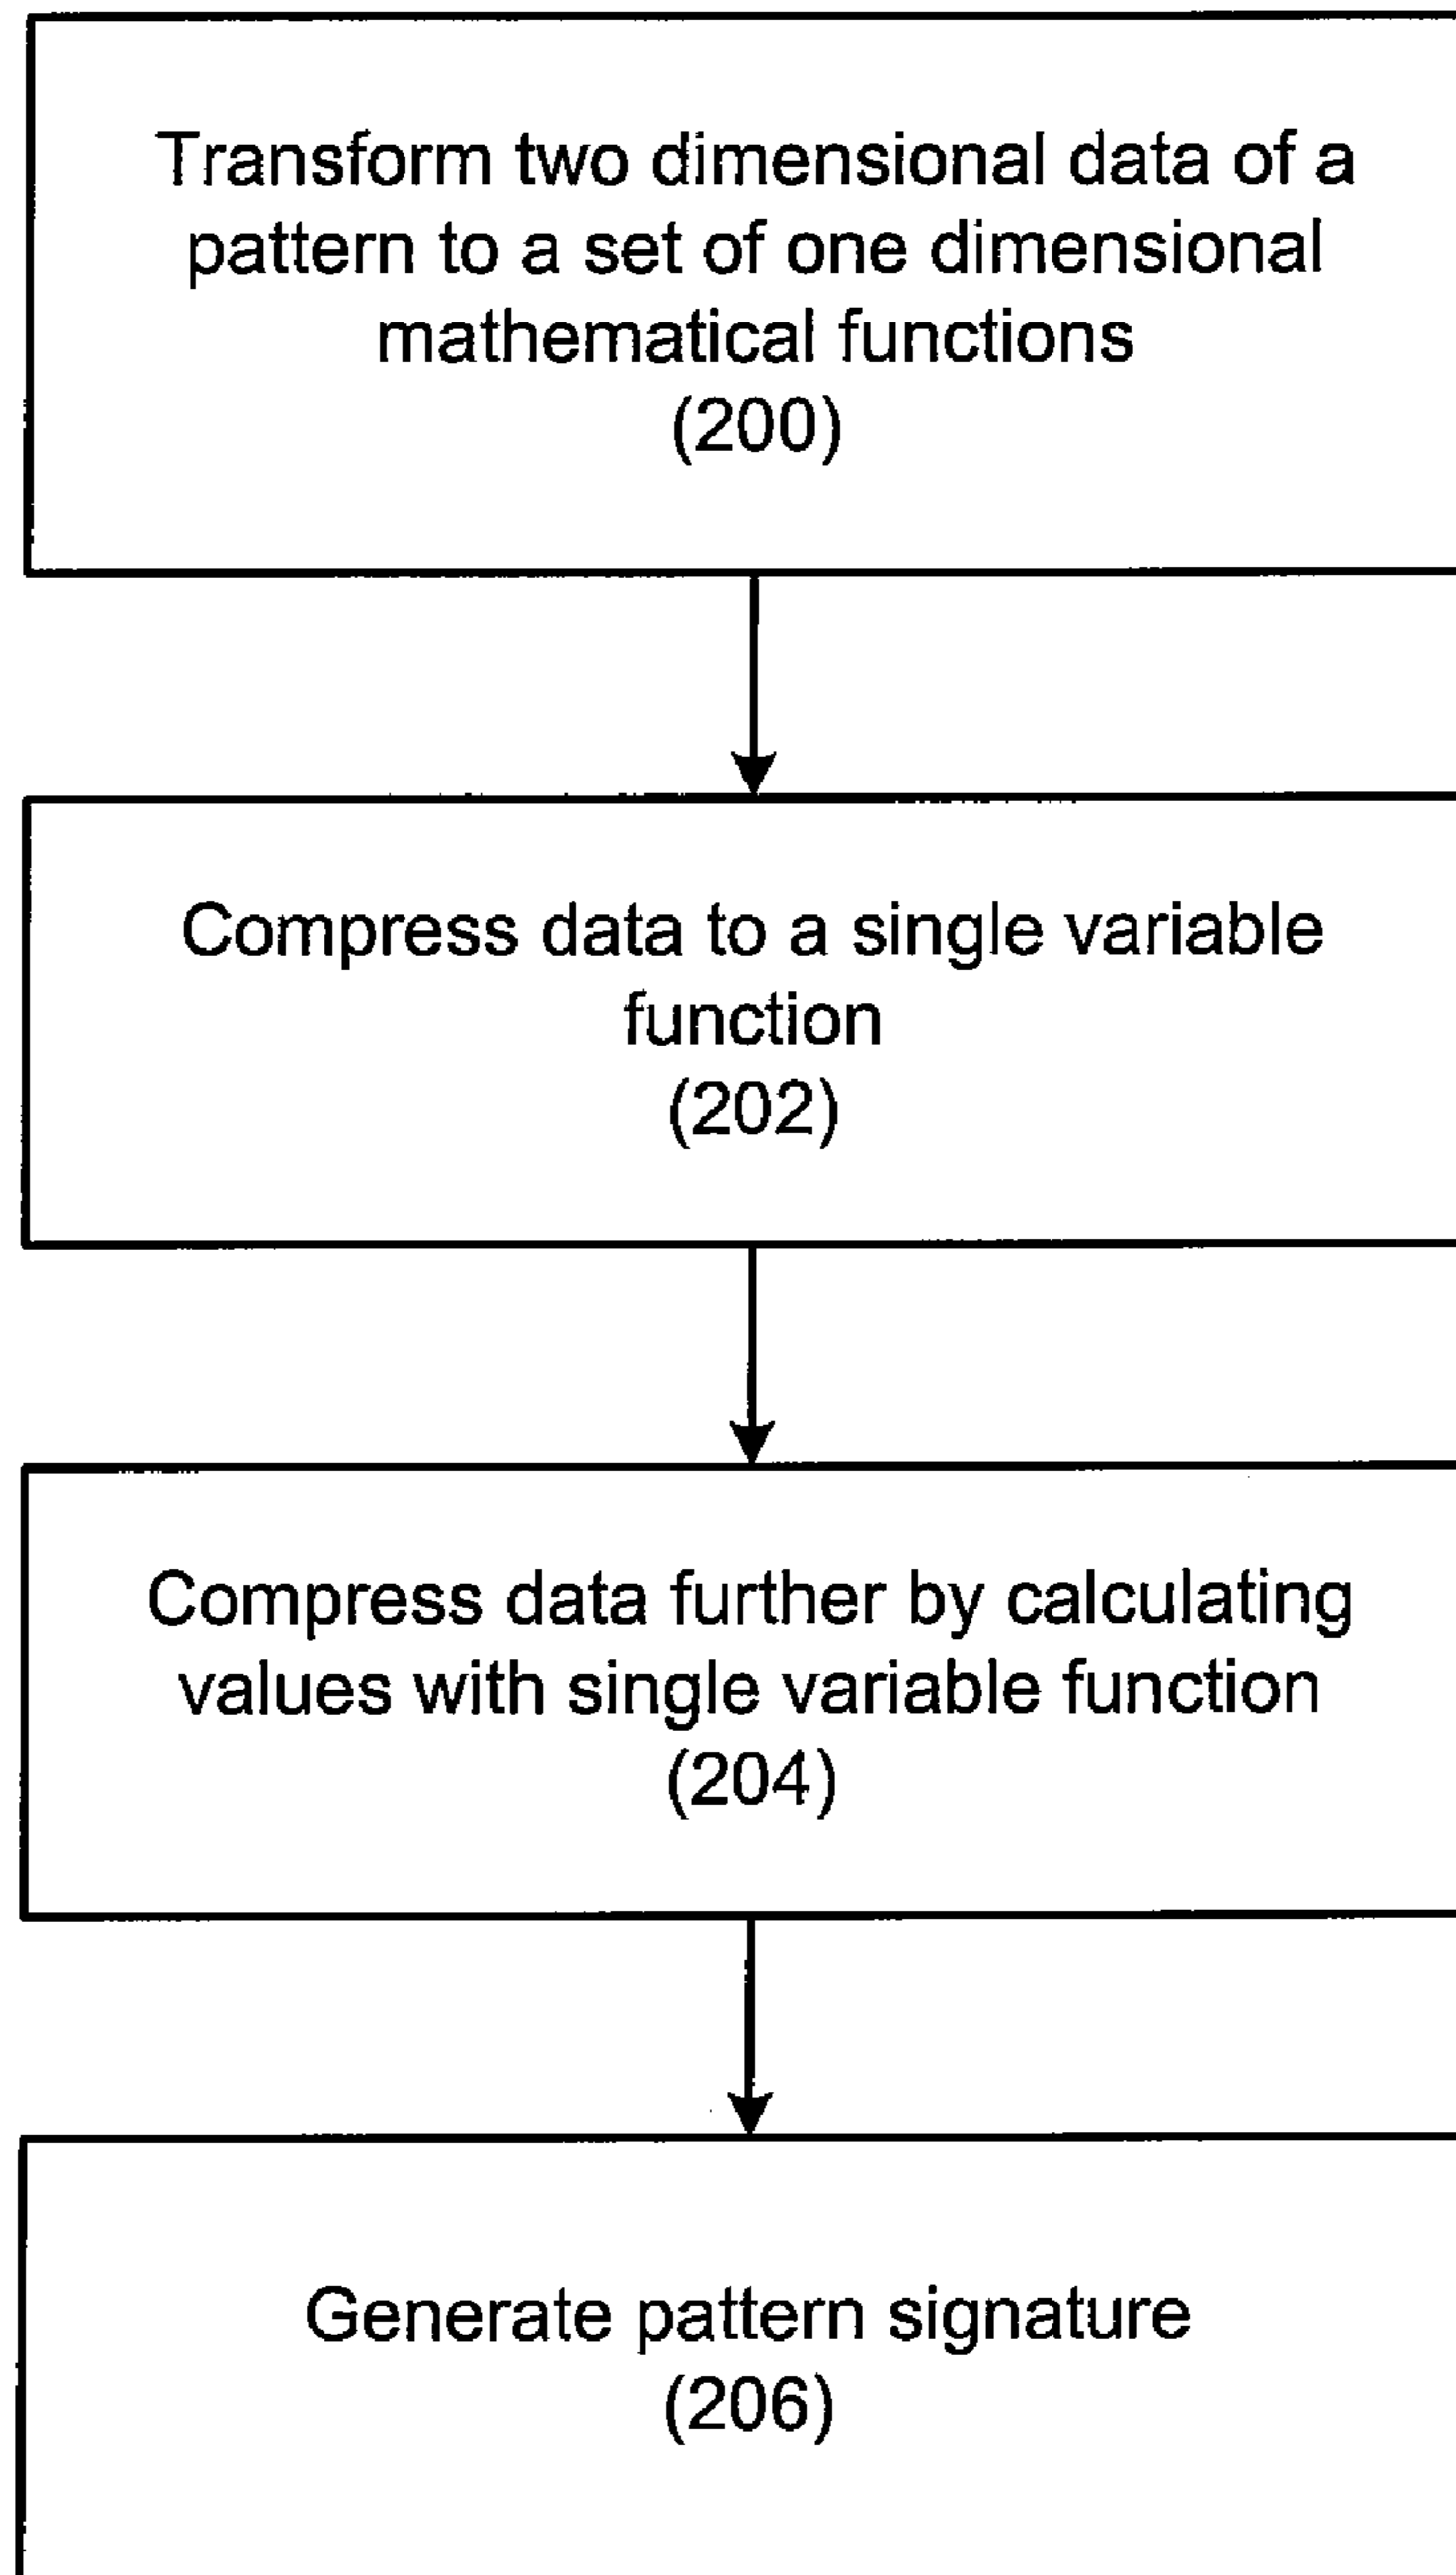 Transform two dimensional data of a
pattern to a set of one dimensional
mathematical functions
(200)
Compress data to a single variable
function
(202)
Compress data further by calculating
values with single variable function
(204)
Generate pattern signature
(206)